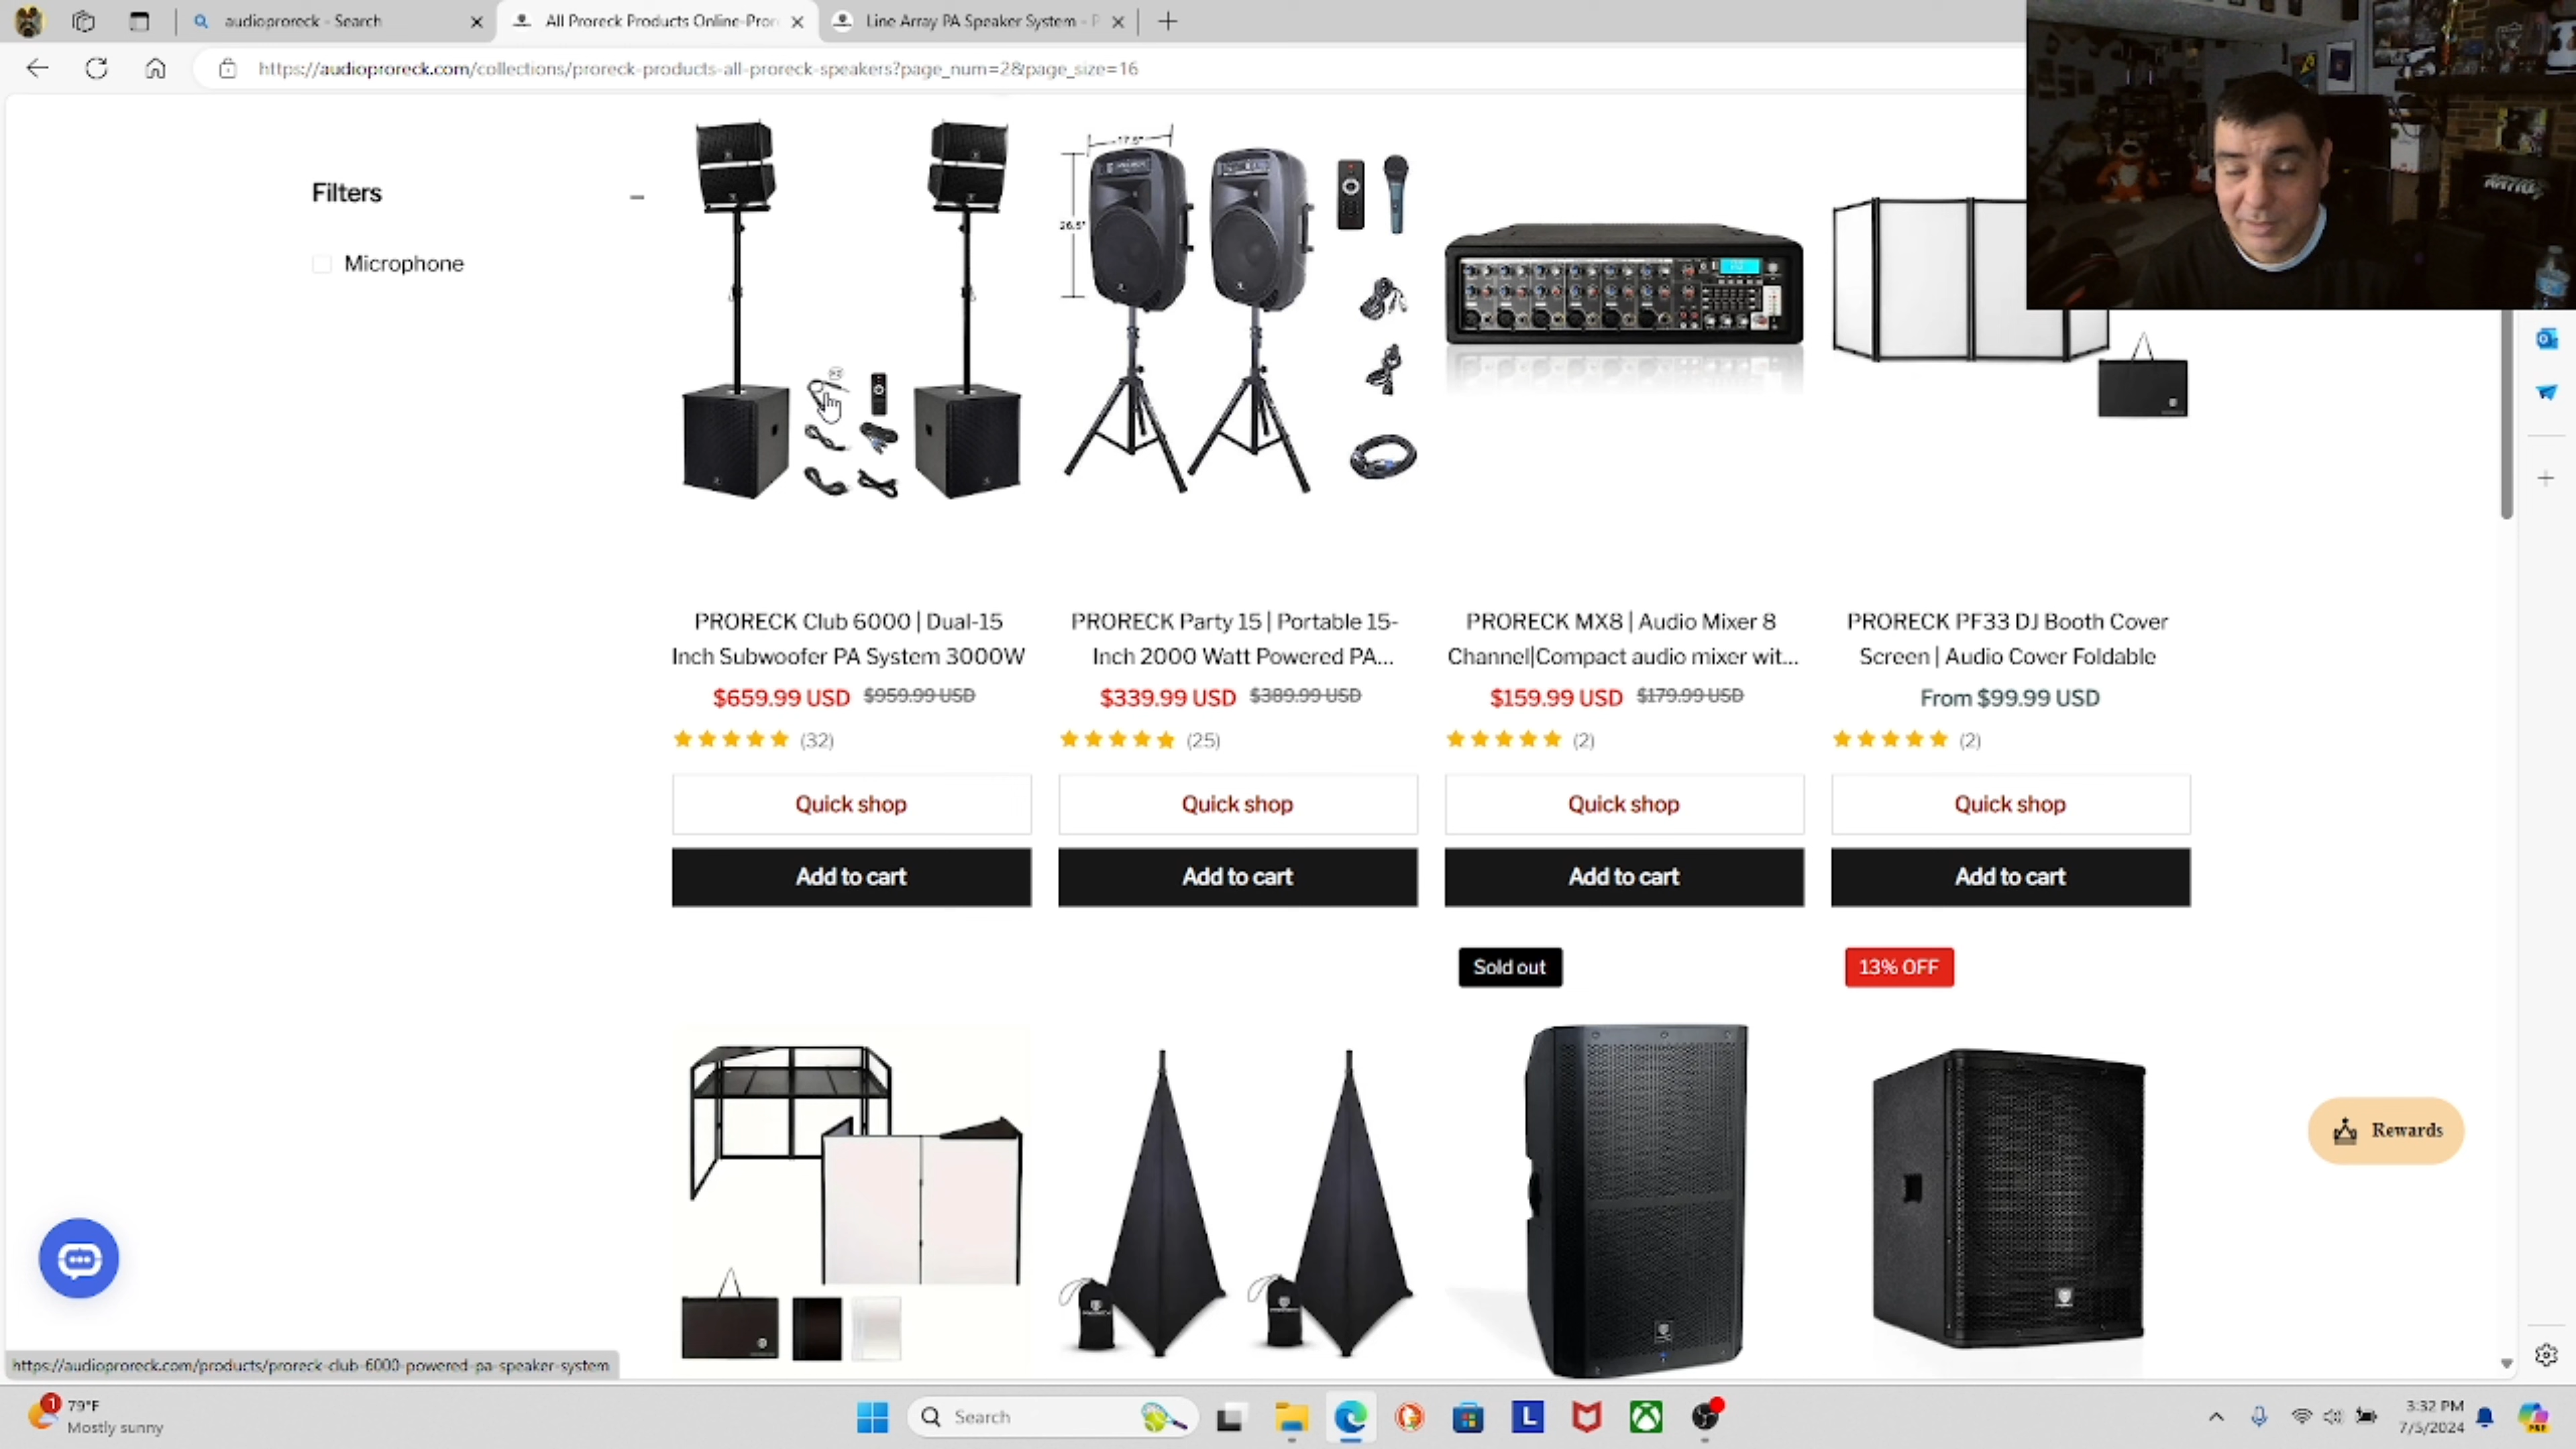 audioproreck - Search
All Proreck Products Online-Pror
Line Array PA Speaker System - P
https://audioproreck.com/collections/proreck-products-all-proreck-speakers?page_num=2&page_size=16
Filters
Microphone
17.5"
26.5"
PRORECK Club 6000 | Dual-15
Inch Subwoofer PA System 3000W
$659.99 USD $959.99 USD
(32)
Quick shop
Add to cart
PRORECK Party 15 | Portable 15-
Inch 2000 Watt Powered PA...
$339.99 USD $389.99 USD
(25)
Quick shop
Add to cart
PRORECK MX8 | Audio Mixer 8
Channel|Compact audio mixer wit...
$159.99 USD $179.99 USD
(2)
Quick shop
Add to cart
PRORECK PF33 DJ Booth Cover
Screen | Audio Cover Foldable
From $99.99 USD
(2)
Quick shop
Add to cart
Sold out
13% OFF
Rewards
https://audioproreck.com/products/proreck-club-6000-powered-pa-speaker-system
1
79°F
Mostly sunny
Search
L
3:32 PM
7/5/2024